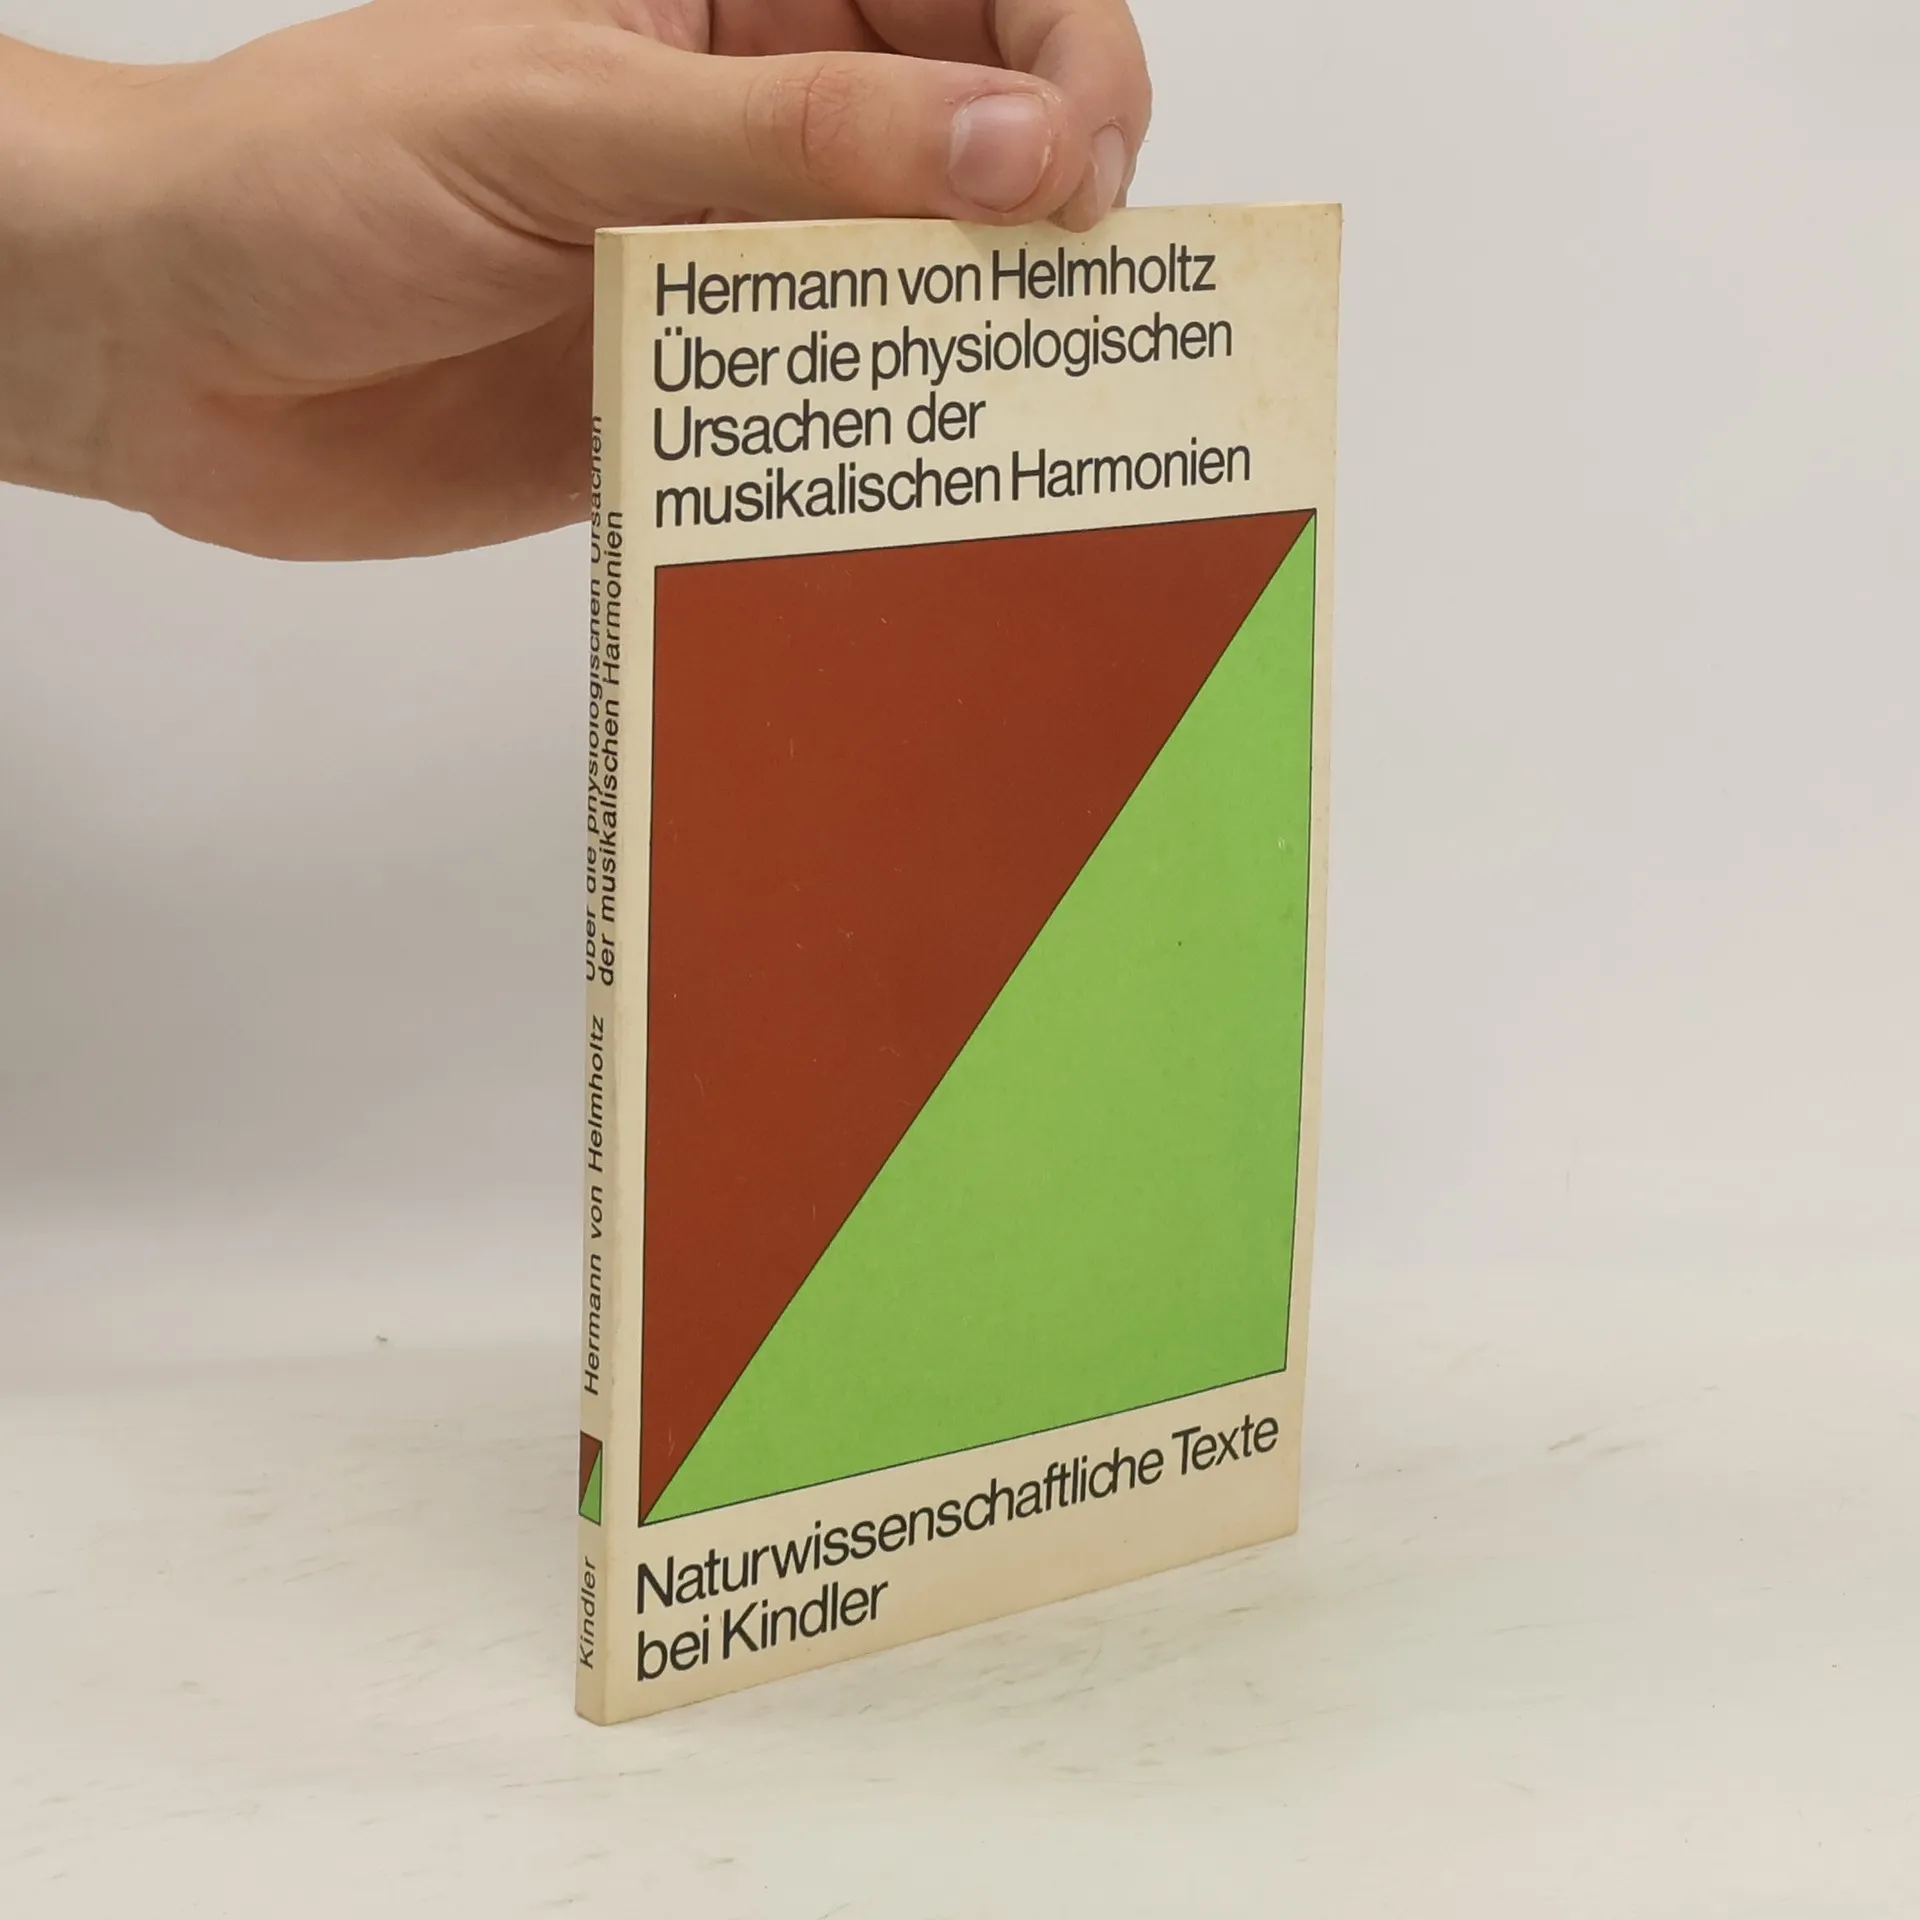 Hermann von Helmholtz
Über die physiologischen
Ursachen der
musikalischen Harmonien
Naturwissenschaftliche Texte
bei Kindler
Kindler
Hermann von Helmholtz
Über die physiologischen Ursachen
der musikalischen Harmonien